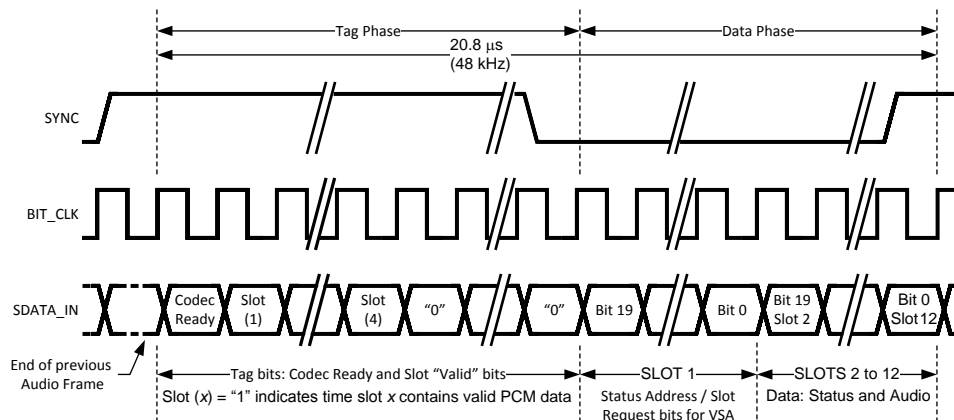 Tag Phase
Data Phase
20.8 μs
(48 kHz)
SYNC
BIT_CLK
SDATA_IN
Codec
Ready
Slot
(1)
Slot
(4)
“0”
“0”
Bit 19
Bit 0
Bit 19
Slot 2
Bit 0
Slot 12
End of previous
Audio Frame
Tag bits: Codec Ready and Slot “Valid” bits
Slot (x) = “1” indicates time slot x contains valid PCM data
SLOT 1
Status Address / Slot
Request bits for VSA
SLOTS 2 to 12
Data: Status and Audio